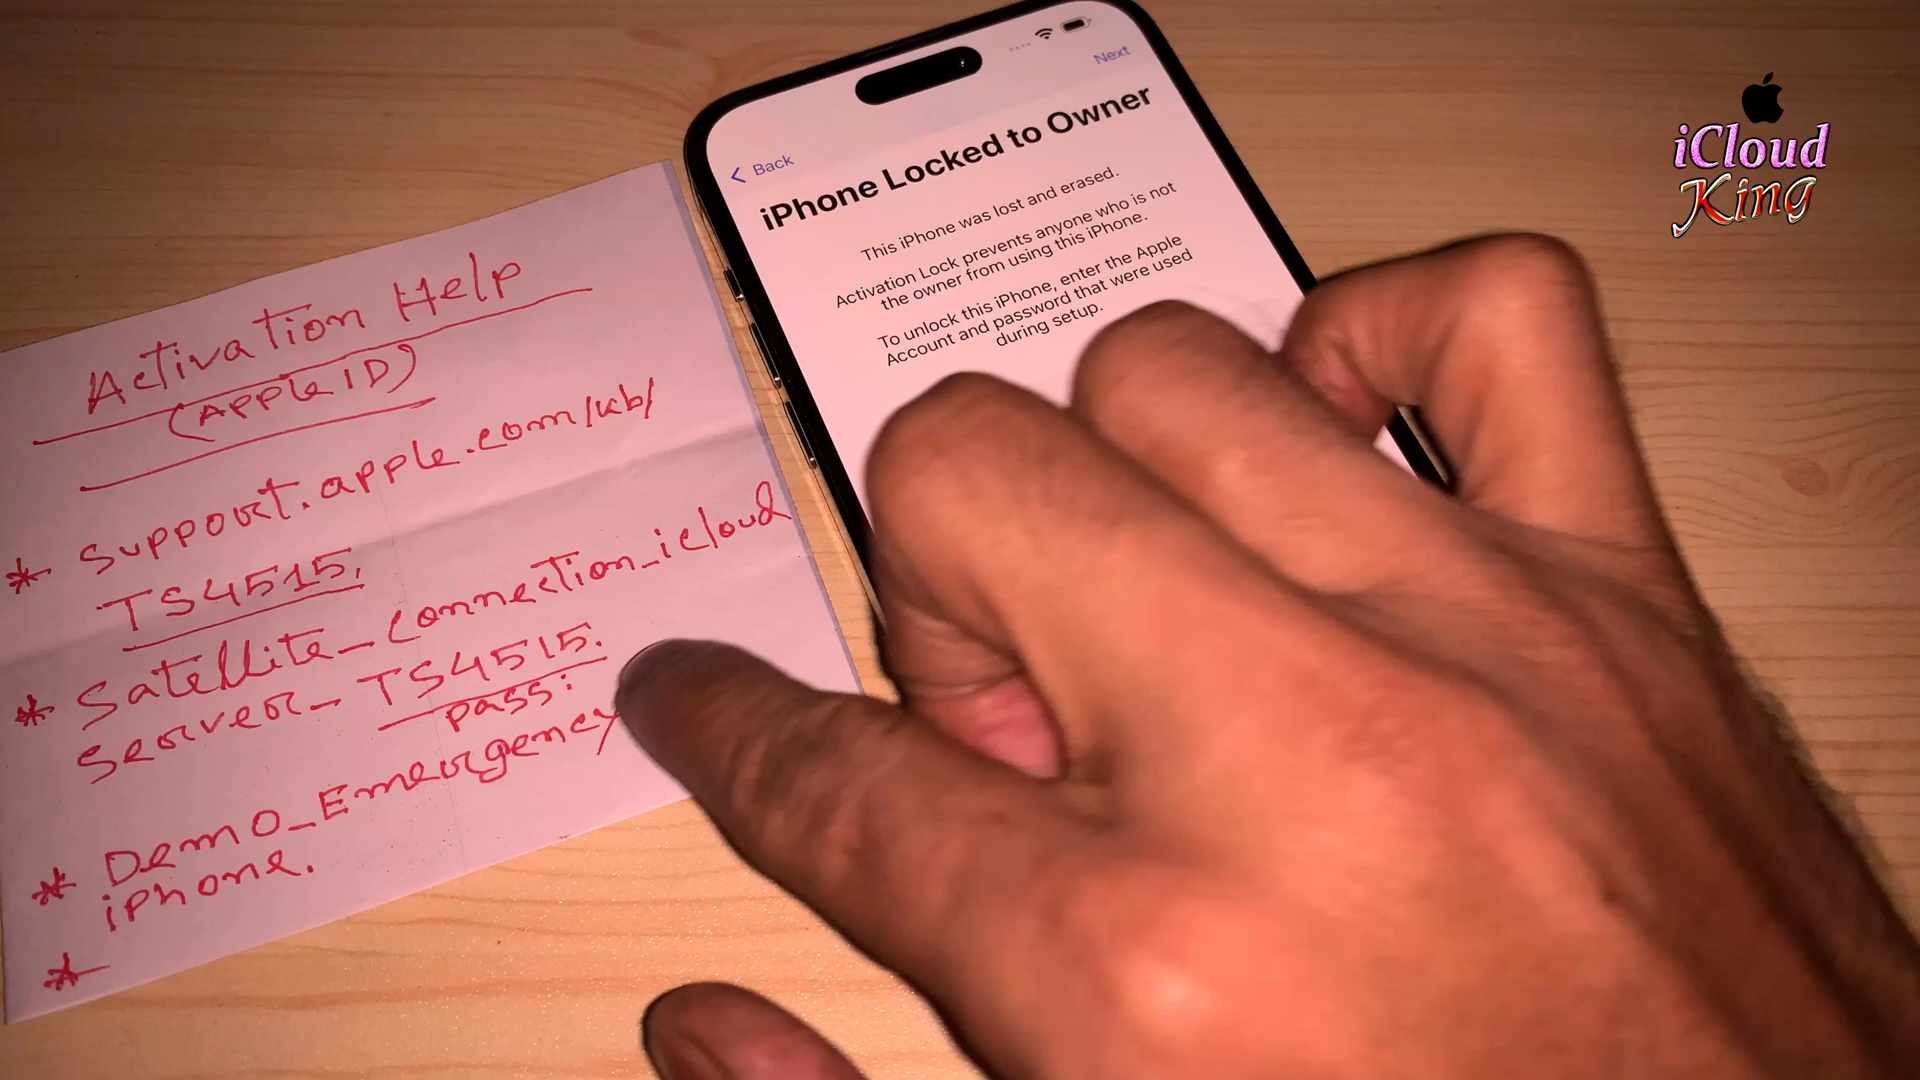 Activation Help
(Apple ID)
* Support.apple.com/kb/
TS4515.
* Satellite_connection_icloud
Server_TS4515.
pass:
* Demo_Emergency
iphone.
*
Next
Back
iPhone Locked to Owner
This iPhone was lost and erased.
Activation Lock prevents anyone who is not
the owner from using this iPhone.
To unlock this iPhone, enter the Apple
Account and password that were used
during setup.
iCloud
King